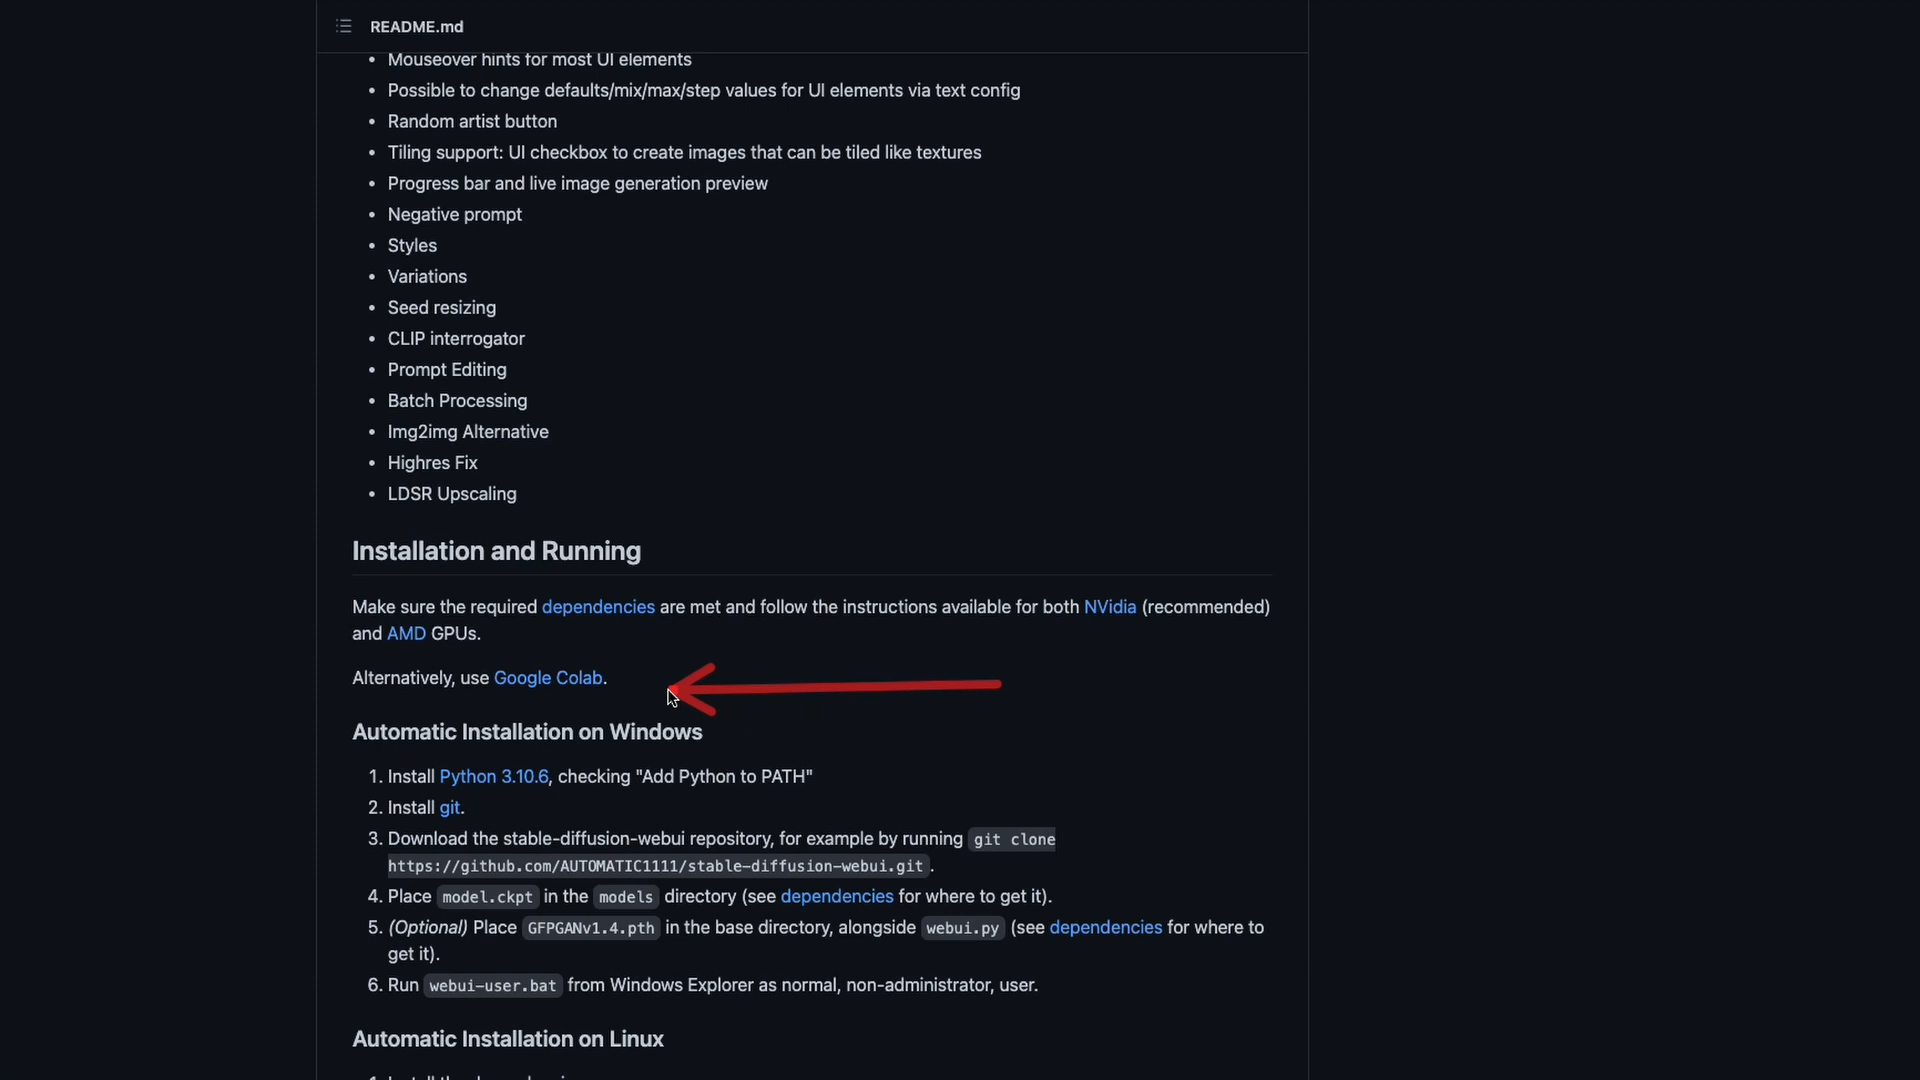 README.md
• Mouseover hints for most UI elements
• Possible to change defaults/mix/max/step values for UI elements via text config
• Random artist button
• Tiling support: UI checkbox to create images that can be tiled like textures
• Progress bar and live image generation preview
• Negative prompt
• Styles
• Variations
• Seed resizing
• CLIP interrogator
• Prompt Editing
• Batch Processing
• Img2img Alternative
• Highres Fix
• LDSR Upscaling
Installation and Running
Make sure the required dependencies are met and follow the instructions available for both NVidia (recommended)
and AMD GPUs.
Alternatively, use Google Colab.
Automatic Installation on Windows
1. Install Python 3.10.6, checking "Add Python to PATH"
2. Install git.
3. Download the stable-diffusion-webui repository, for example by running git clone
https://github.com/AUTOMATIC1111/stable-diffusion-webui.git.
4. Place model.ckpt in the models directory (see dependencies for where to get it).
5. (Optional) Place GFPGANv1.4.pth in the base directory, alongside webui.py (see dependencies for where to
get it).
6. Run webui-user.bat from Windows Explorer as normal, non-administrator, user.
Automatic Installation on Linux